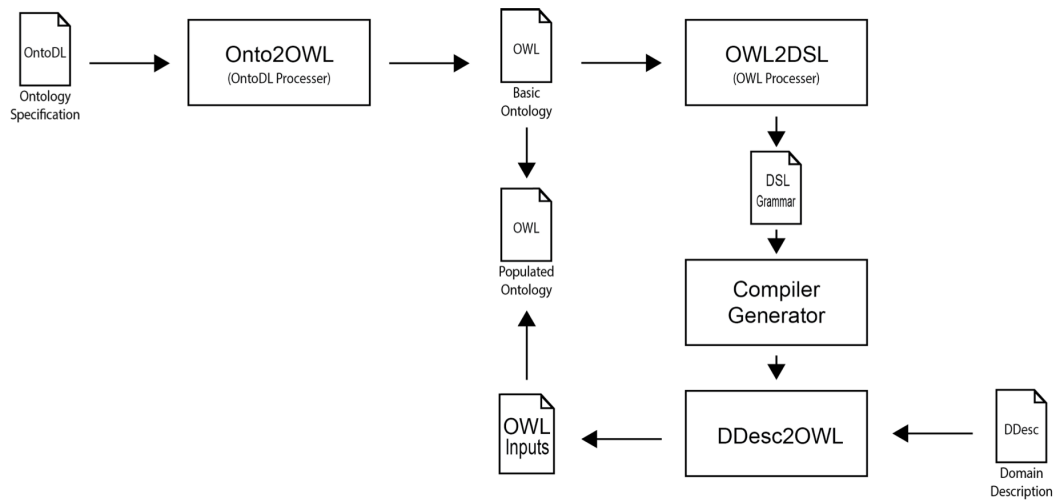 OntoDL
Ontology
Specification
Onto2OWL
(OntoDL Processer)
OWL
Basic
Ontology
OWL2DSL
(OWL Processer)
DSL
Grammar
OWL
Populated
Ontology
Compiler
Generator
OWL
Inputs
DDesc2OWL
DDesc
Domain
Description